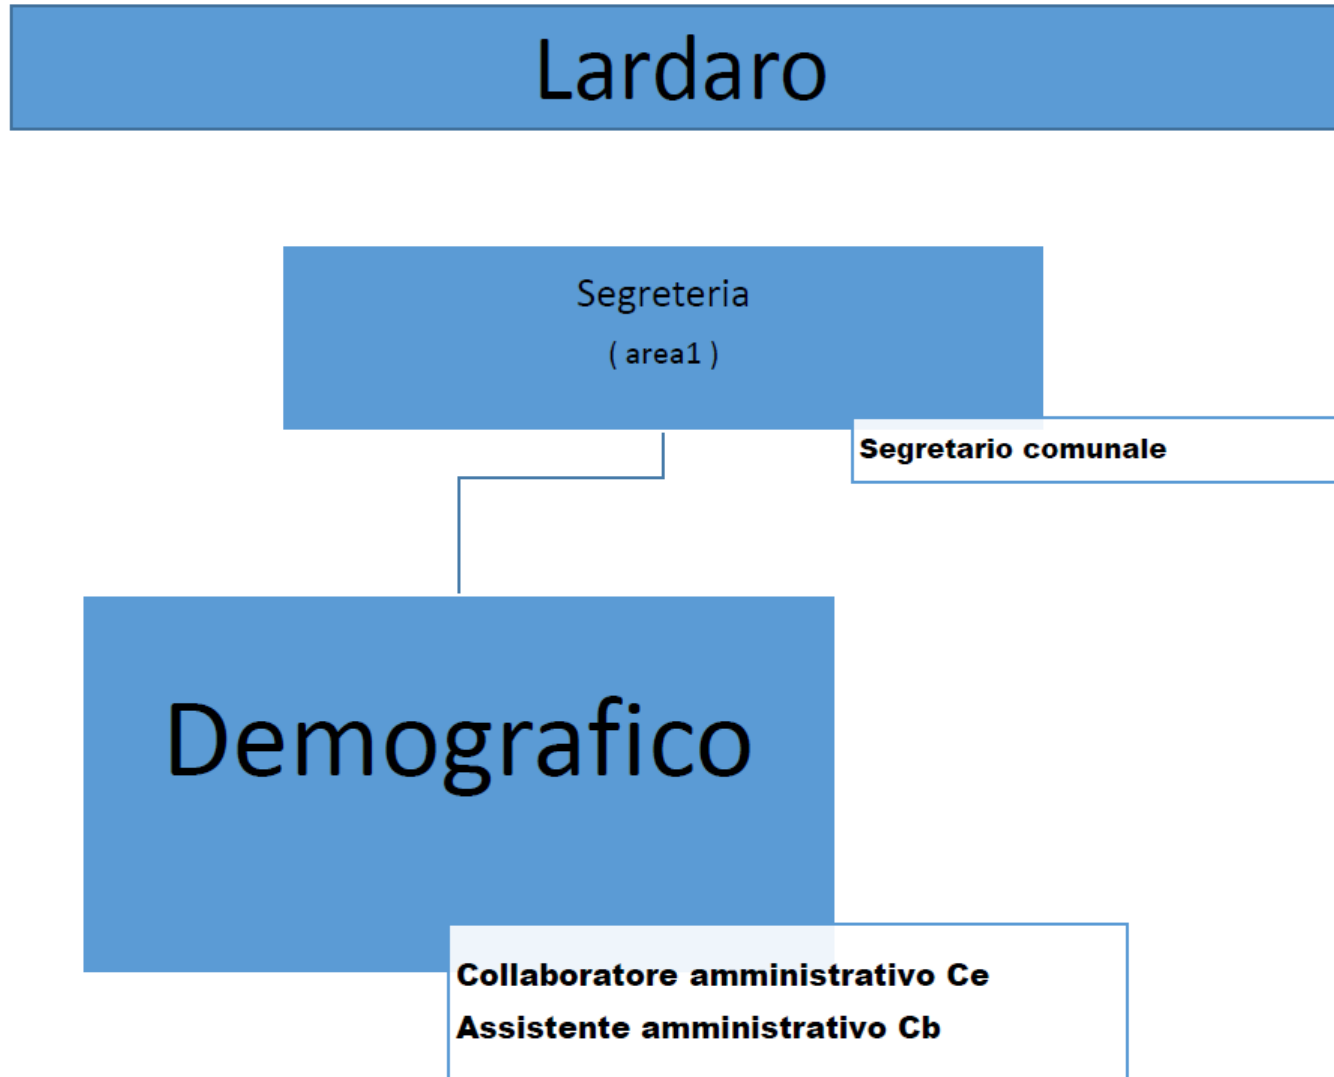 Lardaro
Segreteria
( area1 )
Segretario comunale
Demografico
Collaboratore amministrativo Ce
Assistente amministrativo Cb